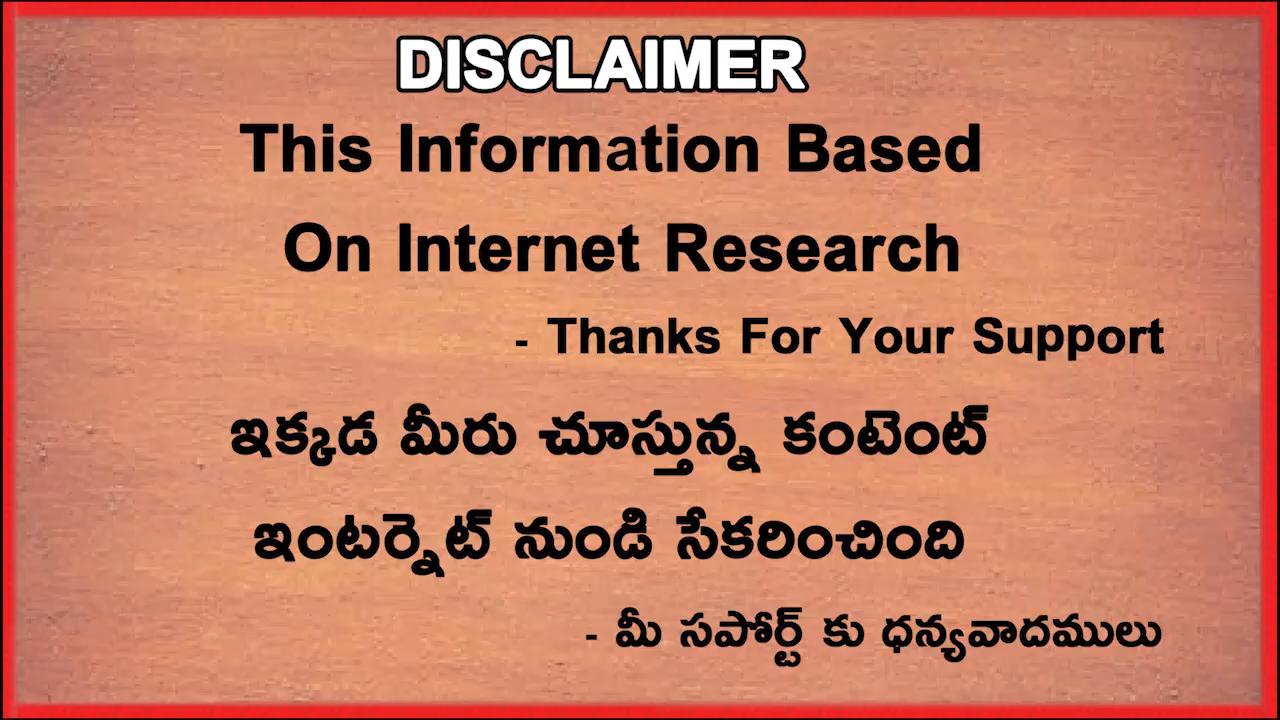 DISCLAIMER
This Information Based
On Internet Research
- Thanks For Your Support
ఇక్కడ మీరు చూస్తున్న కంటెంట్
ఇంటర్నెట్ నుండి సేకరించింది
- మీ సపోర్ట్ కు ధన్యవాదములు